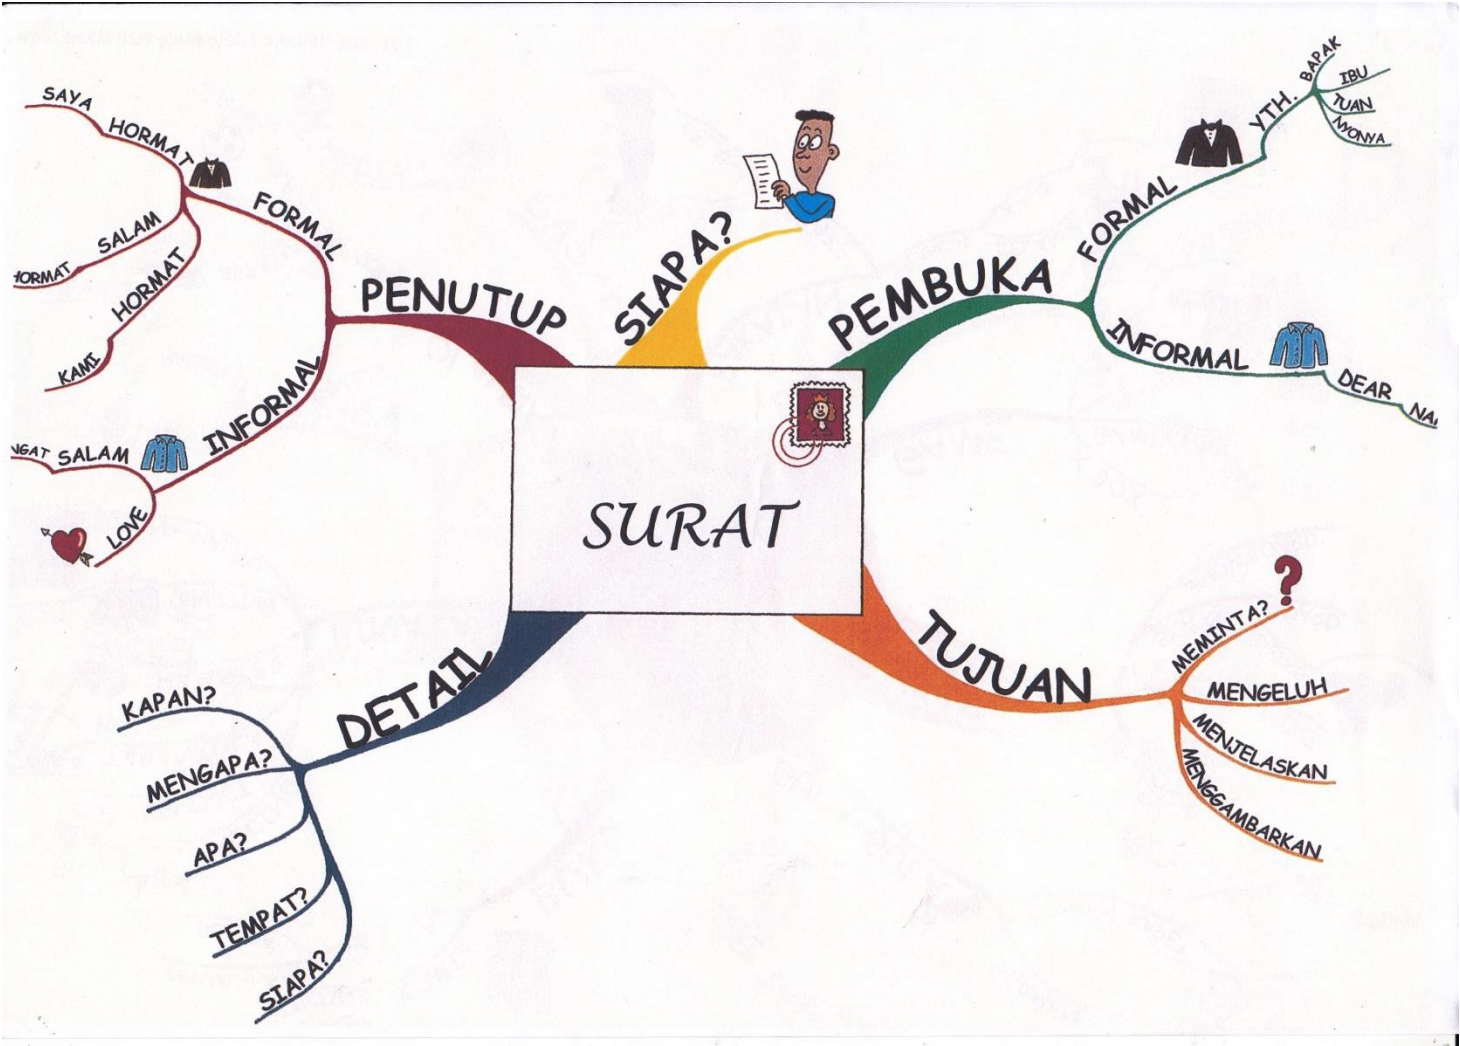 SURAT
SIAPA?
PEMBUKA
FORMAL
YTH.
BAPAK
IBU
TUAN
NYONYA
INFORMAL
DEAR
TUJUAN
MEMINTA?
MENGELUH
MENJELASKAN
MENGGAMBARKAN
DETAIL
KAPAN?
MENGAPA?
APA?
TEMPAT?
SIAPA?
PENUTUP
FORMAL
HORMAT
SAYA
SALAM
HORMAT
HORMAT
KAMI
INFORMAL
SALAM
LOVE